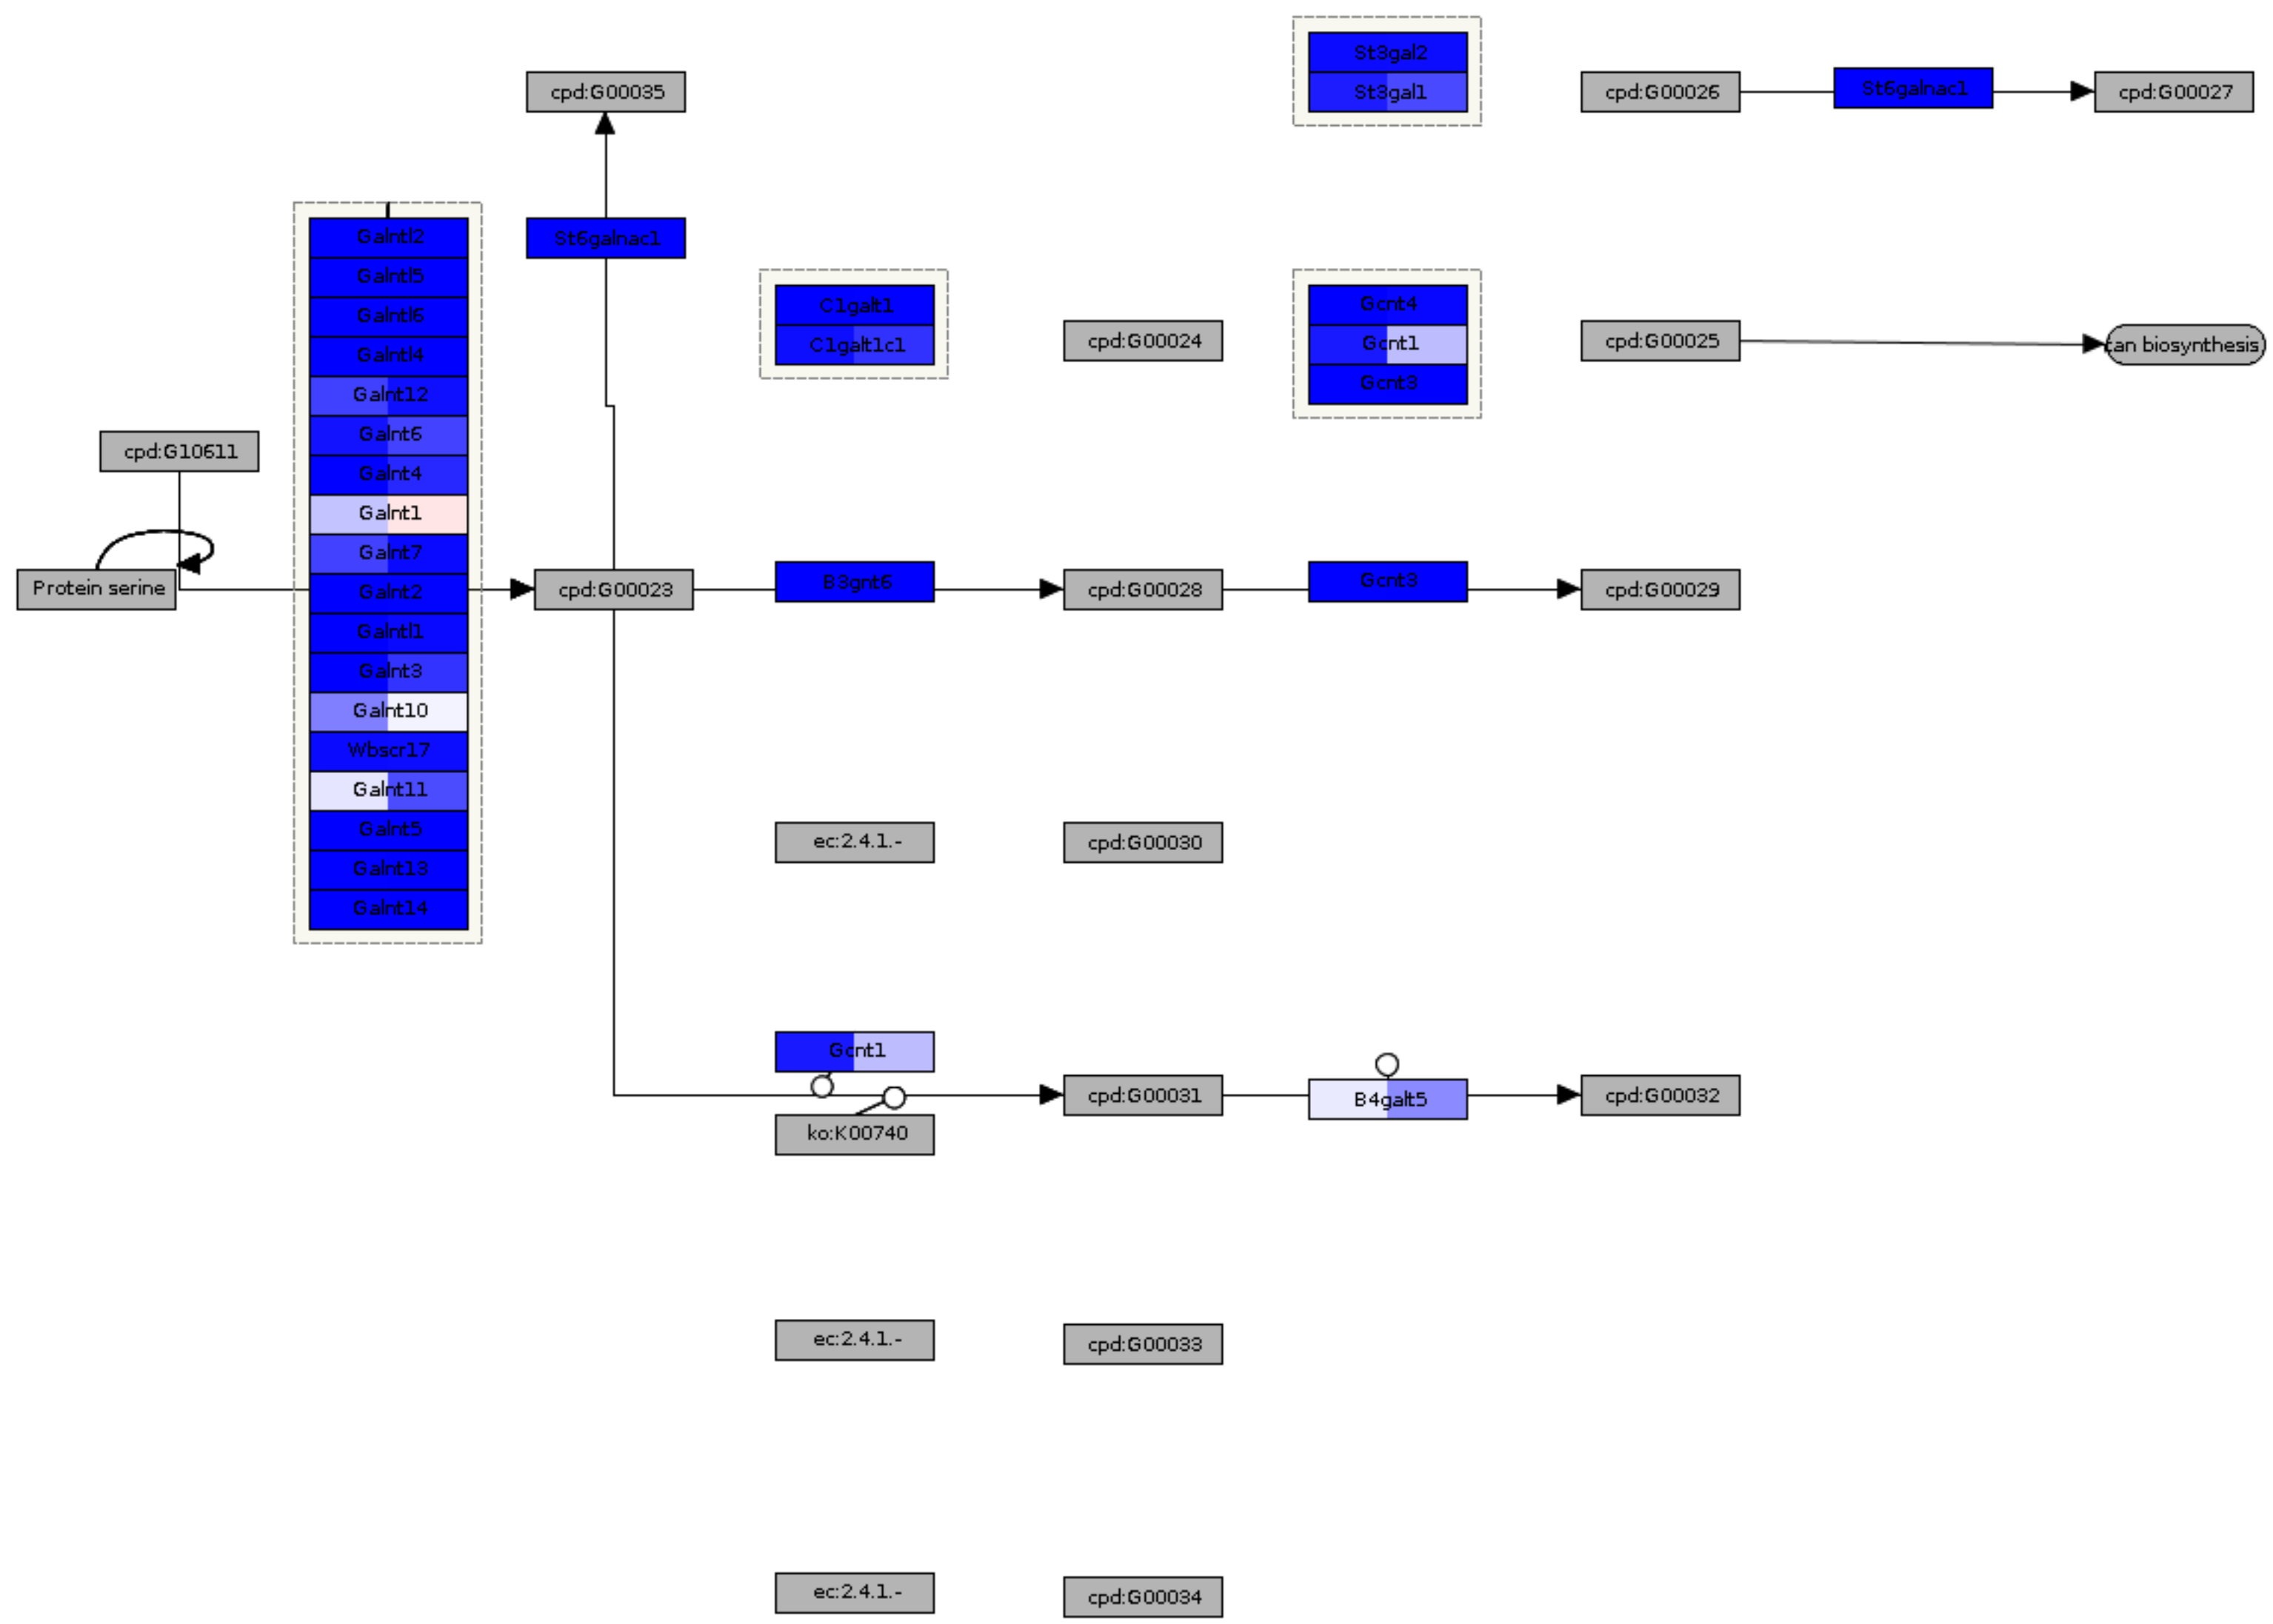 St3gal2
St3gal1
cpd:G00035
cpd:G00026
St6galnac1
cpd:G00027
Galntl2
Galntl5
Galntl6
Galntl4
Galnt12
Galnt6
Galnt4
Galnt1
Galnt7
Galnt2
Galntl1
Galnt3
Galnt10
Wbscr17
Galnt11
Galnt5
Galnt13
Galnt14
St6galnac1
C1galt1
C1galt1c1
cpd:G00024
Gcnt4
Gcnt1
Gcnt3
cpd:G00025
can biosynthesis
cpd:G10611
Protein serine
cpd:G00023
B3gnt6
cpd:G00028
Gcnt3
cpd:G00029
ec:2.4.1.-
cpd:G00030
Gcnt1
ko:K00740
cpd:G00031
B4galt5
cpd:G00032
ec:2.4.1.-
cpd:G00033
ec:2.4.1.-
cpd:G00034